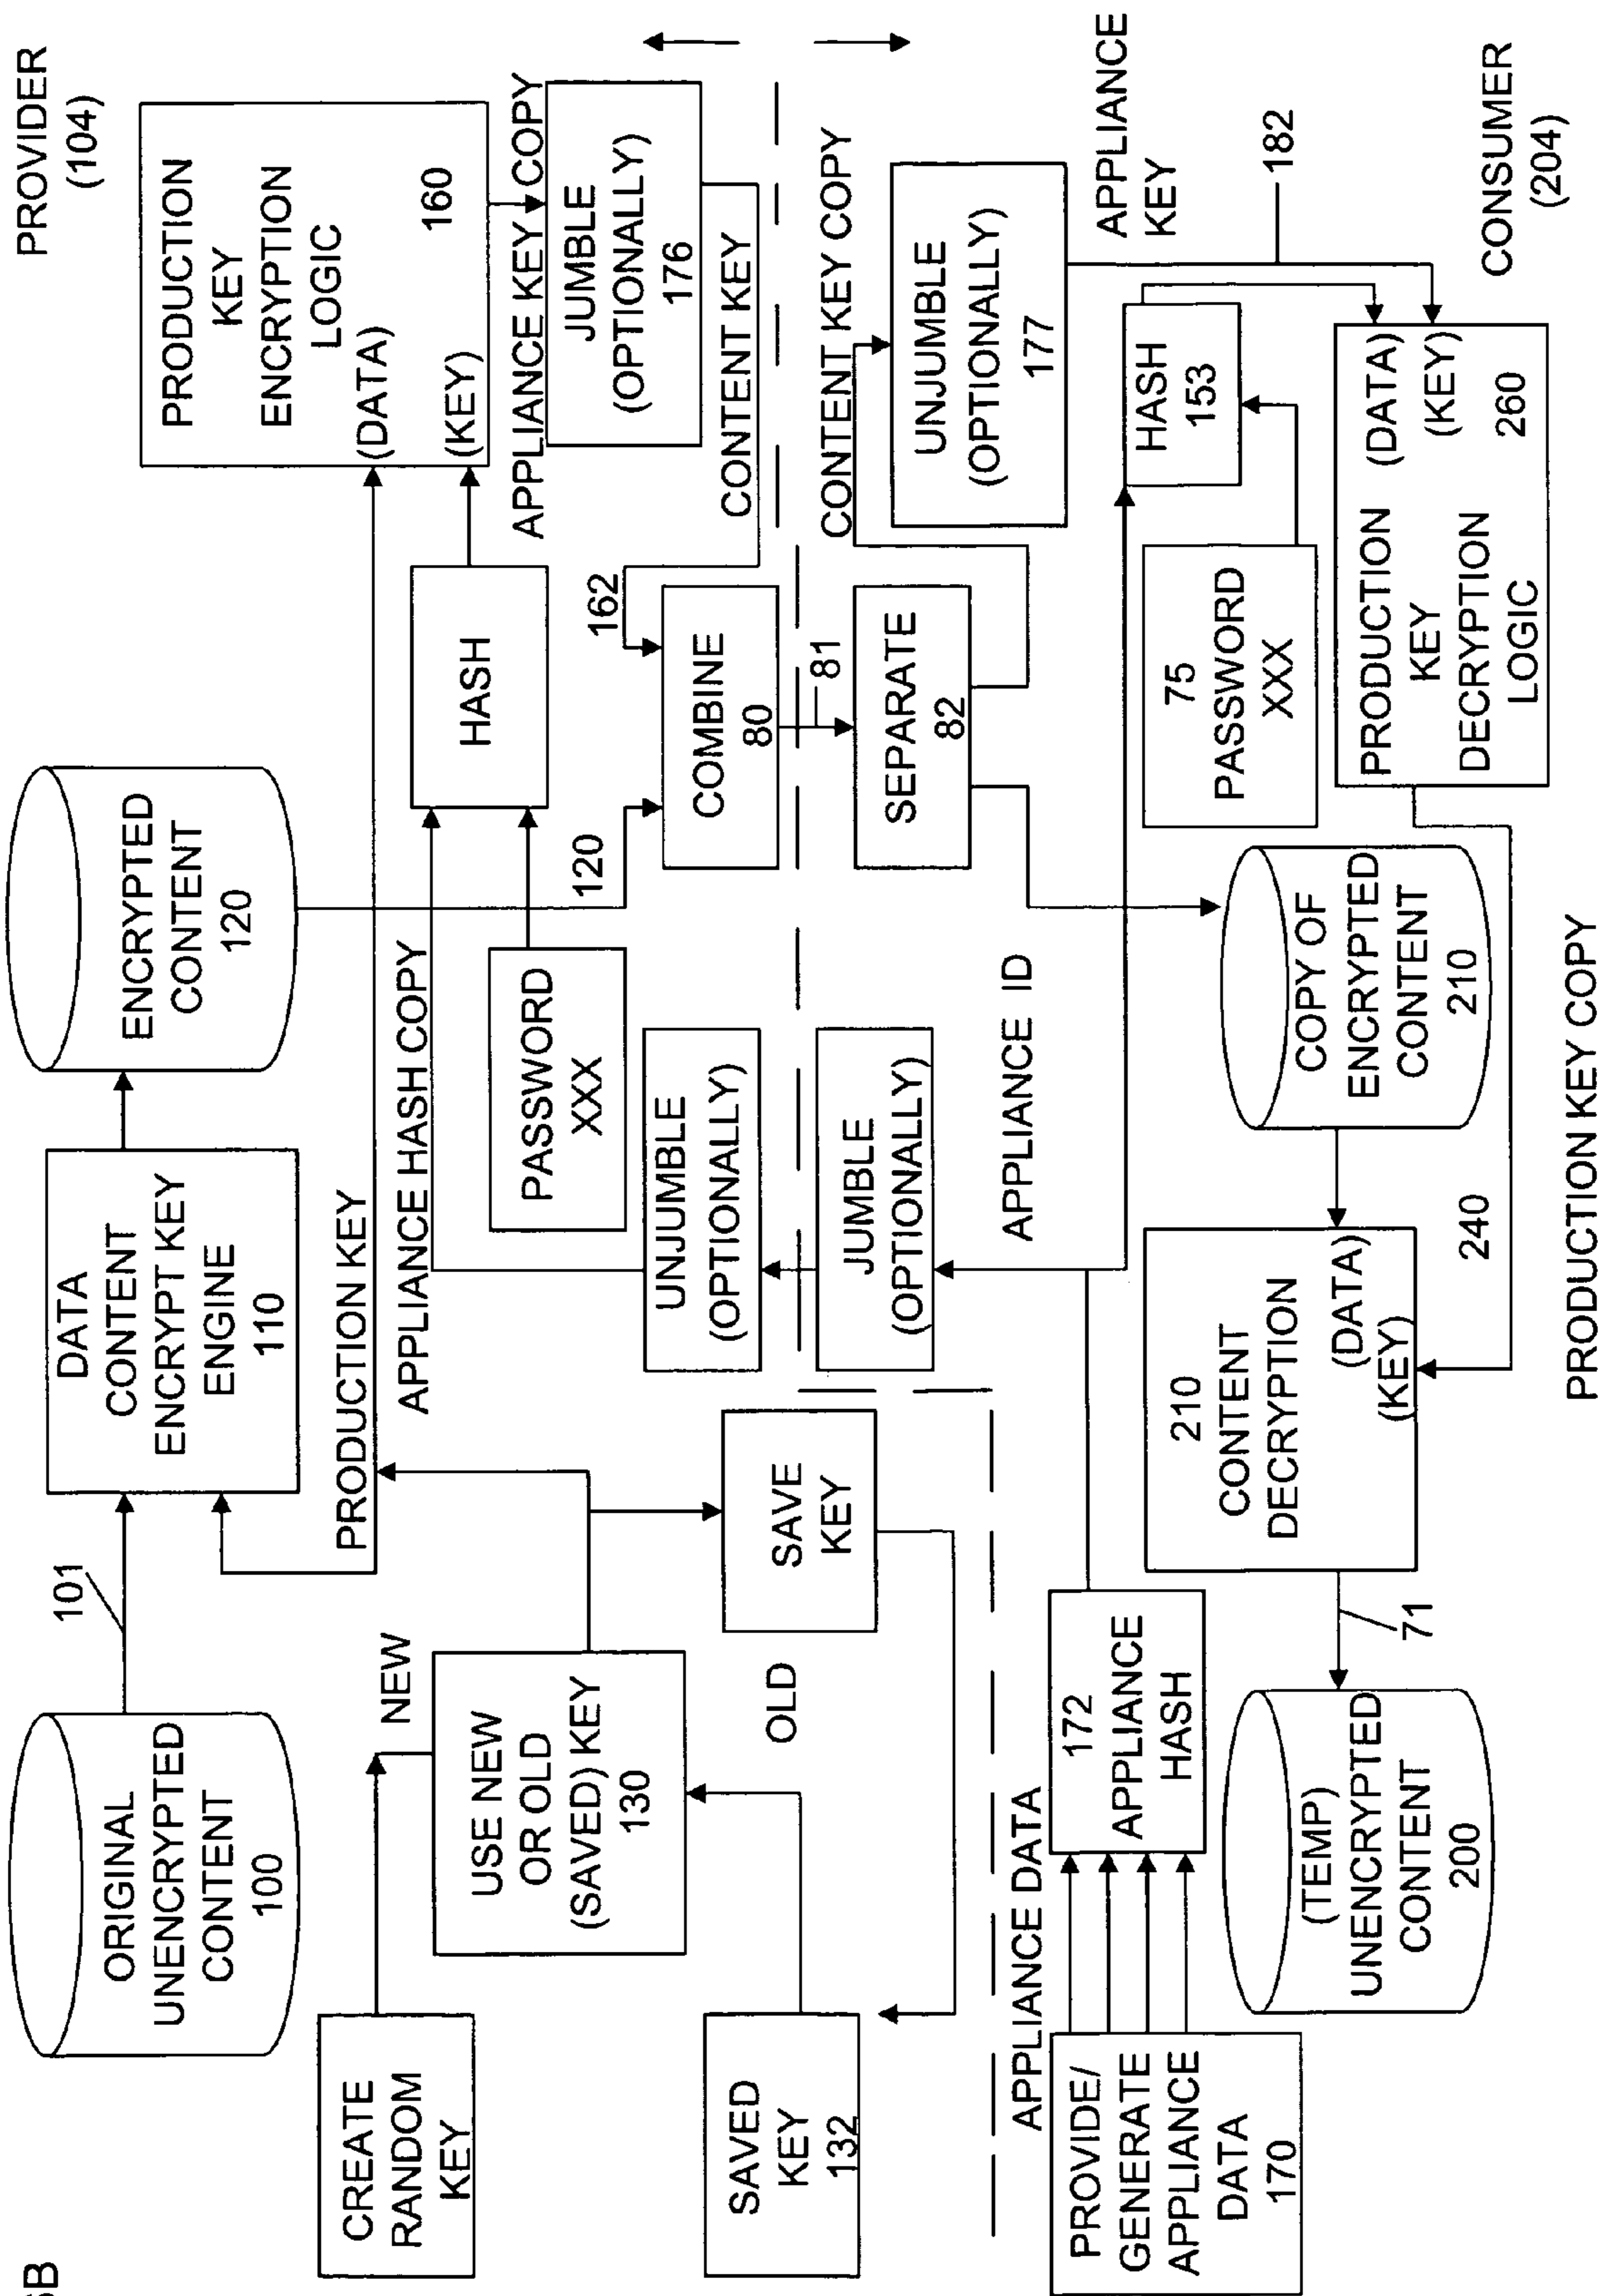 6B
PROVIDER
(104)
ORIGINAL
UNENCRYPTED
CONTENT
100
101
DATA
CONTENT
ENCRYPT KEY
ENGINE
110
ENCRYPTED
CONTENT
120
PRODUCTION
KEY
ENCRYPTION
LOGIC
(DATA)
160
(KEY)
CREATE
RANDOM
KEY
NEW
PRODUCTION KEY
APPLIANCE HASH COPY
USE NEW
OR OLD
(SAVED) KEY
130
HASH
APPLIANCE KEY COPY
PASSWORD
XXX
JUMBLE
(OPTIONALLY)
176
120
162
CONTENT KEY
SAVED
KEY
132
OLD
SAVE
KEY
UNJUMBLE
(OPTIONALLY)
COMBINE
80
81
JUMBLE
(OPTIONALLY)
SEPARATE
82
CONTENT KEY COPY
UNJUMBLE
(OPTIONALLY)
177
APPLIANCE DATA
APPLIANCE ID
APPLIANCE
KEY
182
PROVIDE/
GENERATE
APPLIANCE
DATA
170
172
APPLIANCE
HASH
HASH
153
75
PASSWORD
XXX
(TEMP)
UNENCRYPTED
CONTENT
200
71
210
CONTENT
DECRYPTION
(DATA)
(KEY)
COPY OF
ENCRYPTED
CONTENT
210
240
PRODUCTION
KEY
DECRYPTION
LOGIC
(DATA)
(KEY)
260
CONSUMER
(204)
PRODUCTION KEY COPY